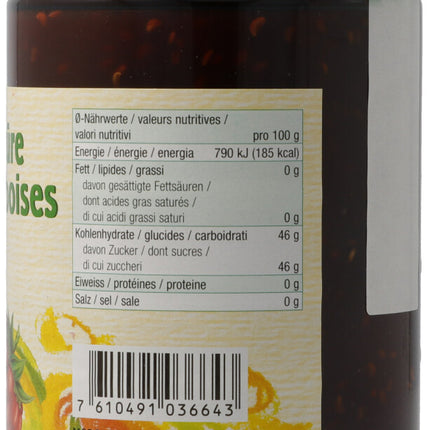 ire
oises
Ø-Nährwerte / valeurs nutritives /
valori nutritivi pro 100 g
Energie / énergie / energia 790 kJ (185 kcal)
Fett / lipides / grassi 0 g
davon gesättigte Fettsäuren /
dont acides gras saturés /
di cui acidi grassi saturi 0 g
Kohlenhydrate / glucides / carboidrati 46 g
davon Zucker / dont sucres /
di cui zuccheri 46 g
Eiweiss / protéines / proteine 0 g
Salz / sel / sale 0 g
7 610491 036643